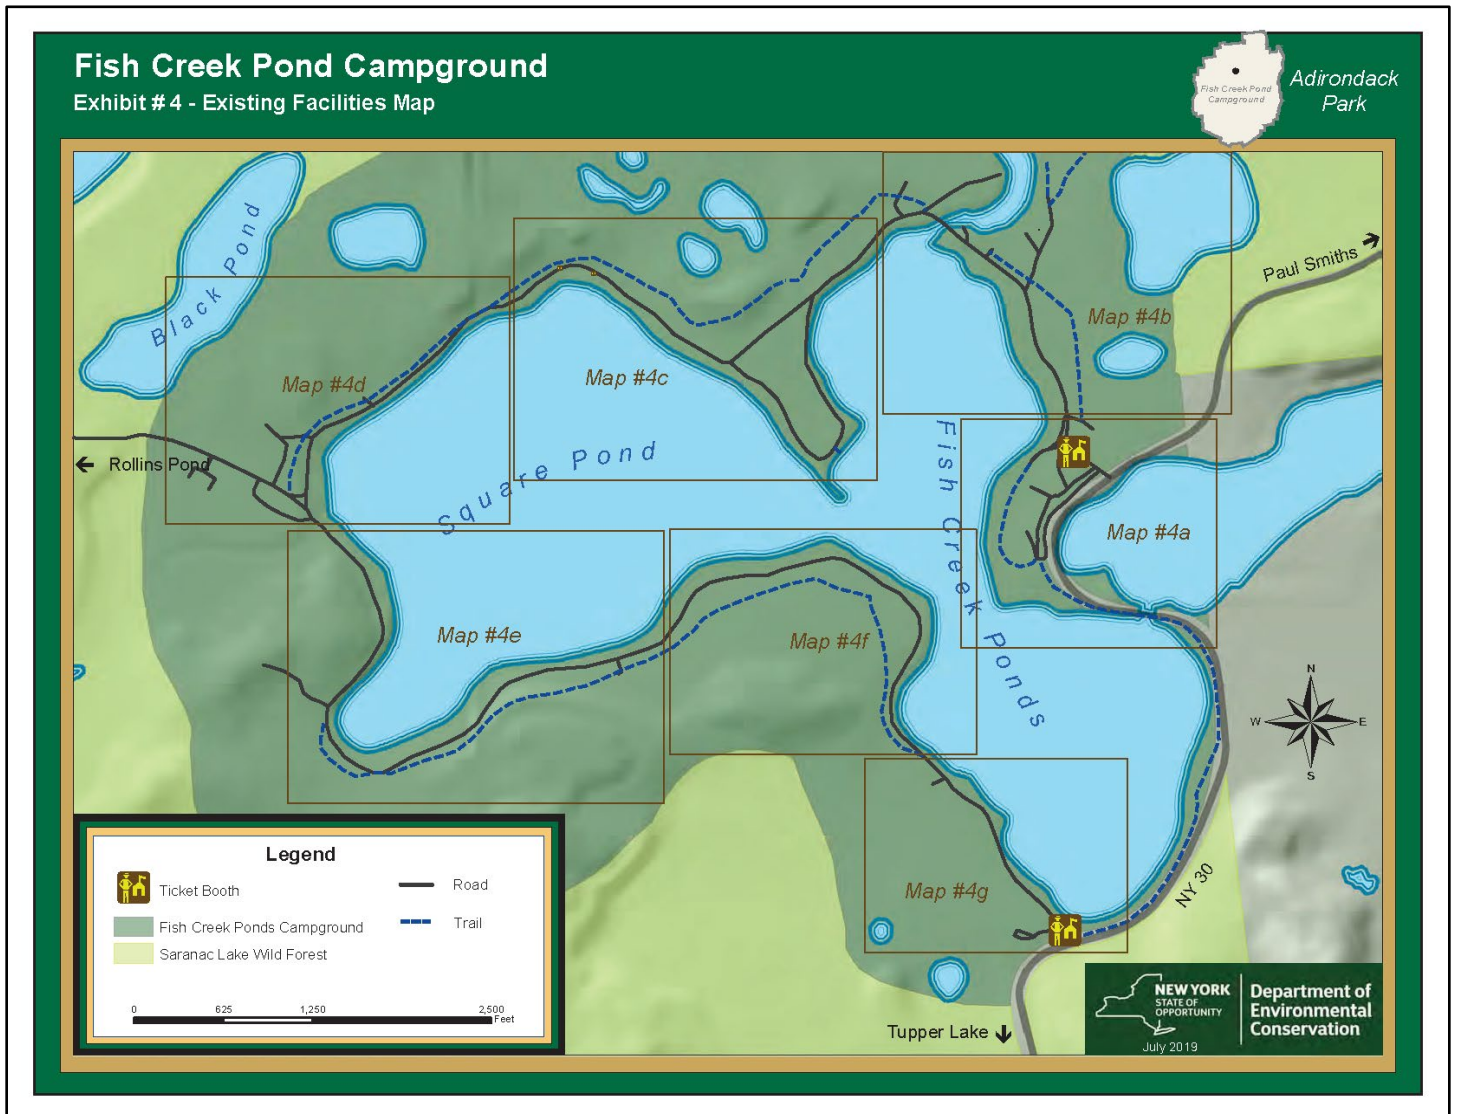 Fish Creek Pond Campground
Exhibit # 4 - Existing Facilities Map
Fish Creek Pond
Campground
Adirondack
Park
Black Pond
Paul Smiths
Map #4b
Map #4c
Map #4d
Rollins Pond
Square Pond
Fish Creek Ponds
Map #4a
Map #4e
Map #4f
N
W
E
S
Map #4g
NY 30
Tupper Lake
Legend
Ticket Booth
Road
Fish Creek Ponds Campground
Trail
Saranac Lake Wild Forest
0 625 1,250 2,500
Feet
NEW YORK
STATE OF
OPPORTUNITY
Department of
Environmental
Conservation
July 2019